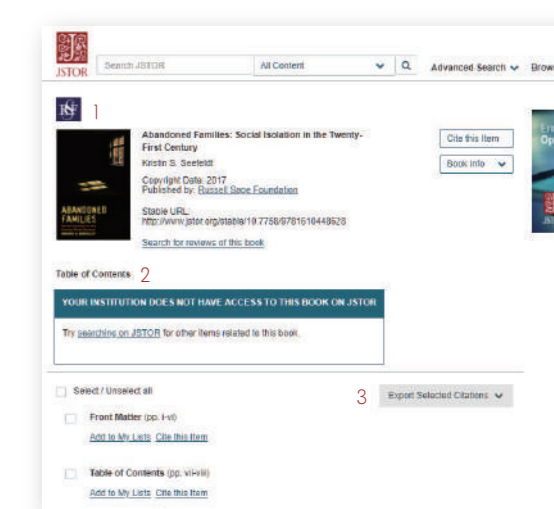 JSTOR
Search JSTOR
All Content
Advanced Search
Brow
RSF
1
Abandoned Families: Social Isolation in the Twenty-
First Century
Kristin S. Seefeldt
Copyright Date: 2017
Published by: Russell Sage Foundation
Stable URL:
http://www.jstor.org/stable/10.7758/9781610448628
Search for reviews of this book
ABANDONED
FAMILIES
Cite this Item
Book Info
Op
Table of Contents 2
YOUR INSTITUTION DOES NOT HAVE ACCESS TO THIS BOOK ON JSTOR
Try searching on JSTOR for other items related to this book.
Select / Unselect all
3
Export Selected Citations
Front Matter (pp. i-vi)
Add to My Lists Cite this Item
Table of Contents (pp. vii-viii)
Add to My Lists Cite this Item